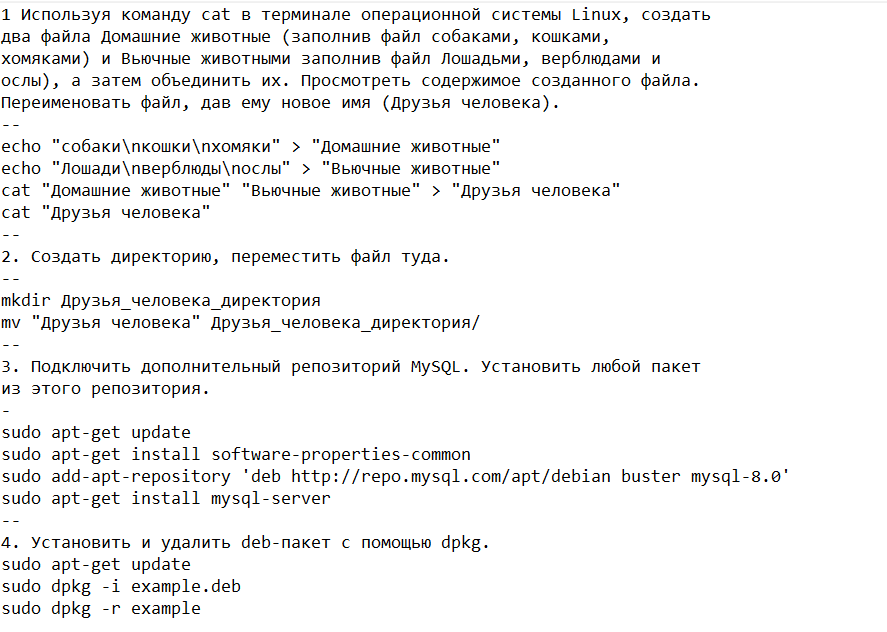 1 Используя команду cat в терминале операционной системы Linux, создать
два файла Домашние животные (заполнив файл собаками, кошками,
хомяками) и Вьючные животными заполнив файл Лошадьми, верблюдами и
ослы), а затем объединить их. Просмотреть содержимое созданного файла.
Переименовать файл, дав ему новое имя (Друзья человека).
--
echo "собаки\nкошки\nхомяки" > "Домашние животные"
echo "Лошади\nверблюды\nослы" > "Вьючные животные"
cat "Домашние животные" "Вьючные животные" > "Друзья человека"
cat "Друзья человека"
--
2. Создать директорию, переместить файл туда.
--
mkdir Друзья_человека_директория
mv "Друзья человека" Друзья_человека_директория/
--
3. Подключить дополнительный репозиторий MySQL. Установить любой пакет
из этого репозитория.
-
sudo apt-get update
sudo apt-get install software-properties-common
sudo add-apt-repository 'deb http://repo.mysql.com/apt/debian buster mysql-8.0'
sudo apt-get install mysql-server
--
4. Установить и удалить deb-пакет с помощью dpkg.
sudo apt-get update
sudo dpkg -i example.deb
sudo dpkg -r example